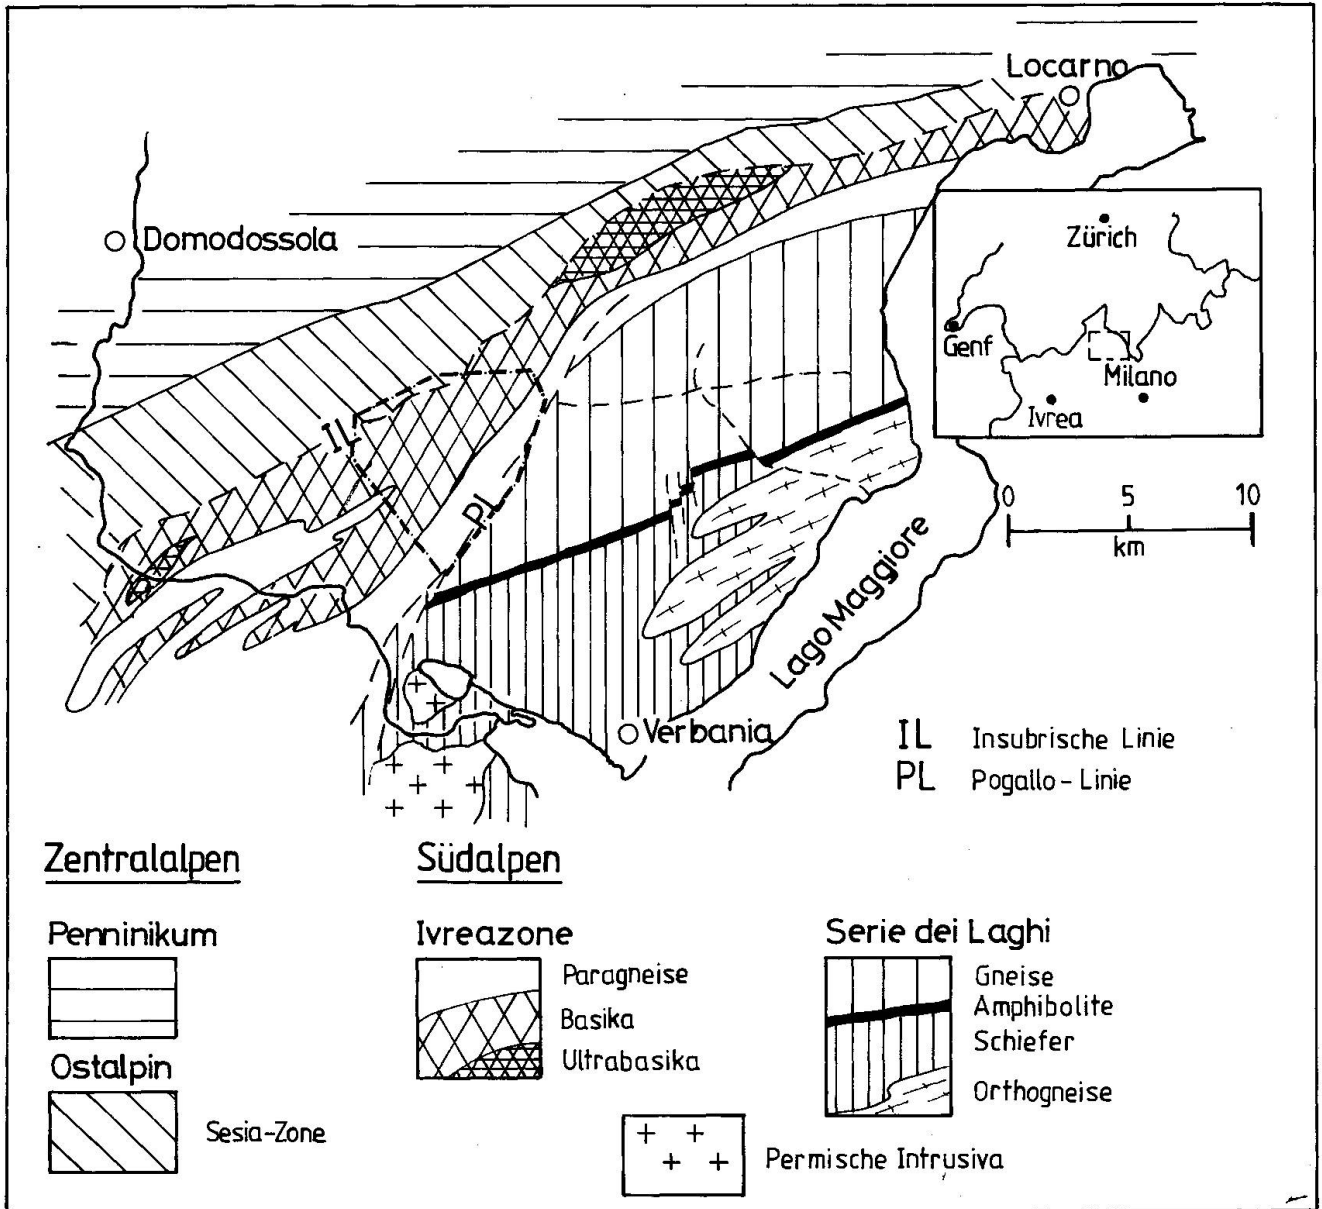 Locarno
Domodossola
Zürich
Genf
Milano
Ivrea
IL
PL
0 5 10
km
Lago Maggiore
Verbania
IL Insubrische Linie
PL Pogallo-Linie
Zentralalpen
Südalpen
Penninikum
Ivreazone
Serie dei Laghi
Paragneise
Basika
Ultrabasika
Gneise
Amphibolite
Schiefer
Orthogneise
Ostalpin
Sesia-Zone
Permische Intrusiva